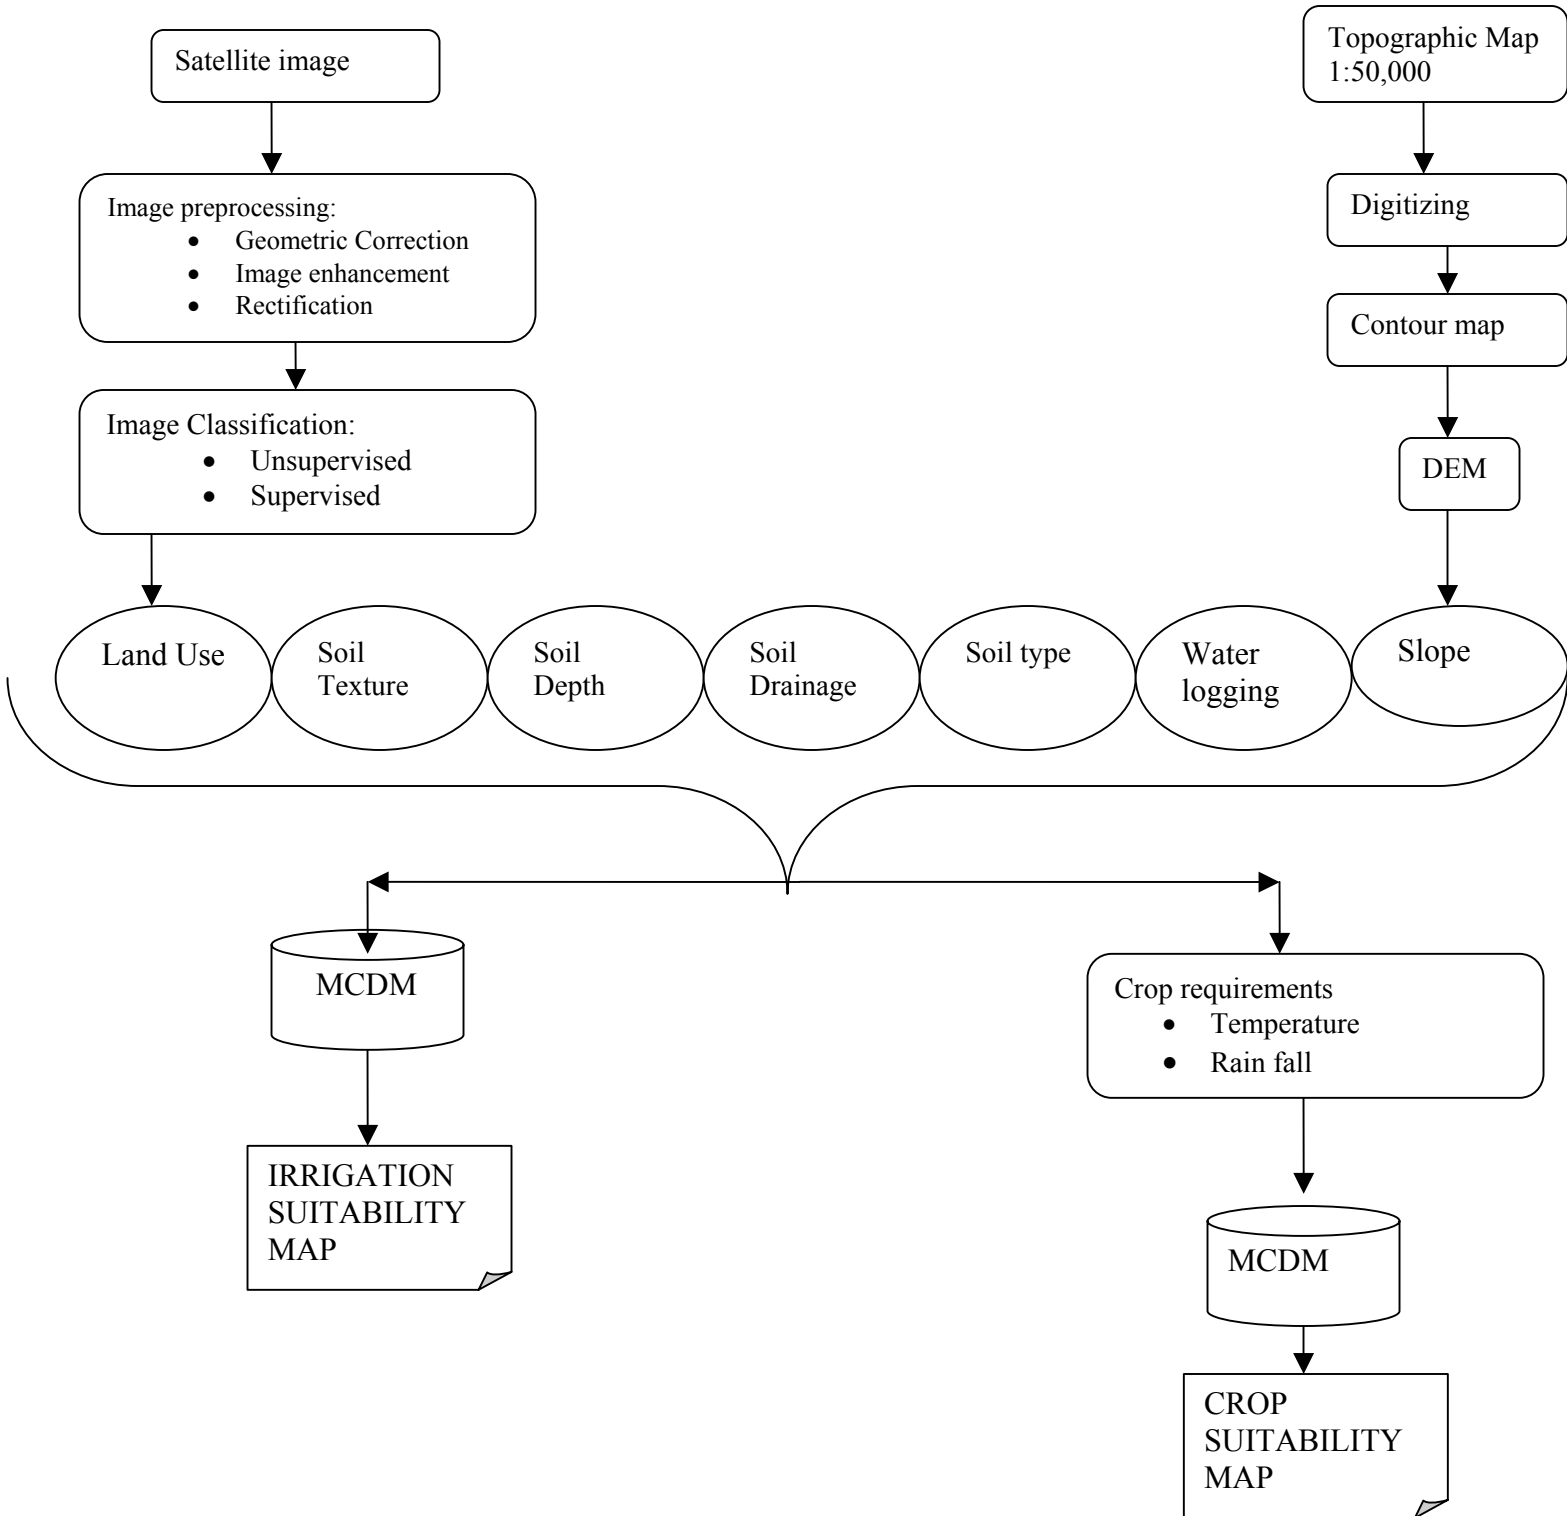 Satellite image
Topographic Map
1:50,000
Image preprocessing:
• Geometric Correction
• Image enhancement
• Rectification
Digitizing
Contour map
Image Classification:
• Unsupervised
• Supervised
DEM
Land Use
Soil
Texture
Soil
Depth
Soil
Drainage
Soil type
Water
logging
Slope
MCDM
Crop requirements
• Temperature
• Rain fall
IRRIGATION
SUITABILITY
MAP
MCDM
CROP
SUITABILITY
MAP